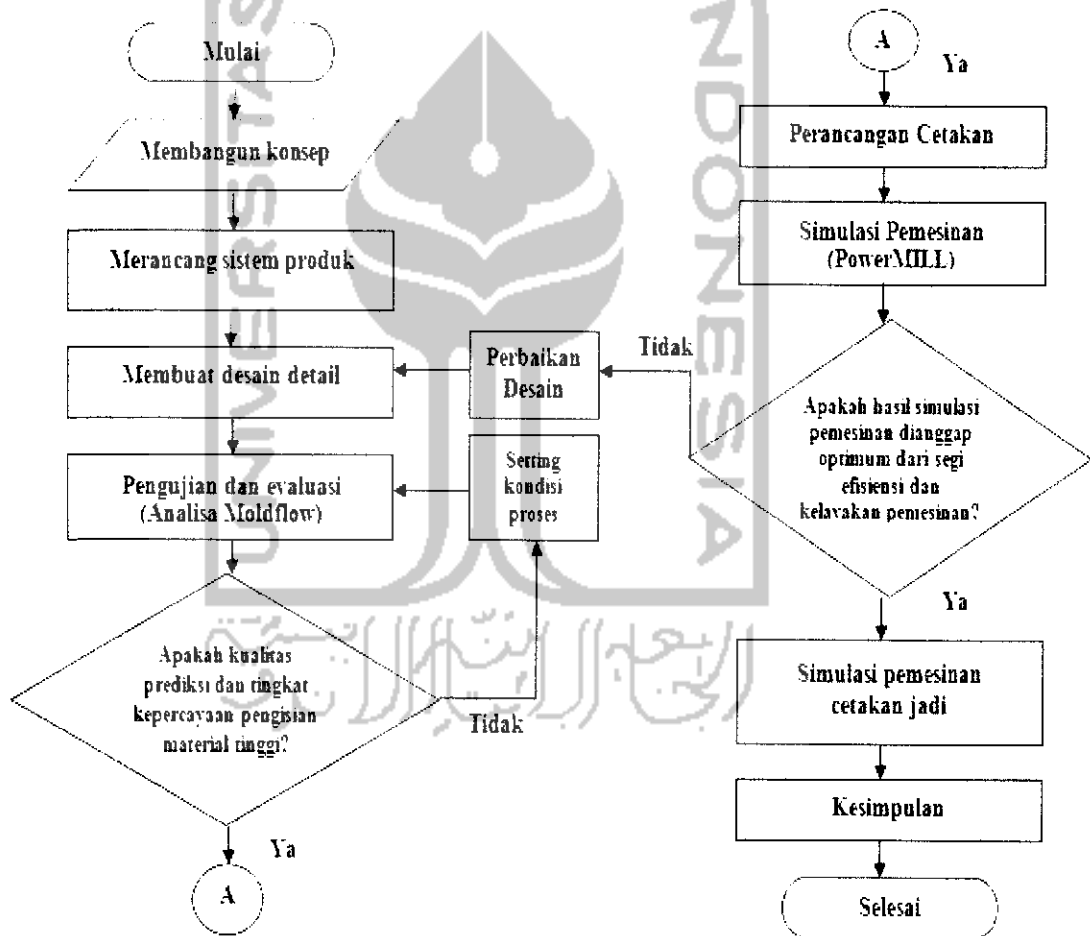 Mulai
Membangun konsep
Merancang sistem produk
Membuat desain detail
Pengujian dan evaluasi
(Analisa Moldflow)
Apakah kualitas
prediksi dan tingkat
kepercayaan pengisian
material tinggi?
Tidak
Setting
kondisi
proses
Ya
A
A
Ya
Perancangan Cetakan
Simulasi Pemesinan
(PowerMILL)
Apakah hasil simulasi
pemesinan dianggap
optimum dari segi
efisiensi dan
kelayakan pemesinan?
Tidak
Perbaikan
Desain
Ya
Simulasi pemesinan
cetakan jadi
Kesimpulan
Selesai
UNIVERSITAS
NDONESIA